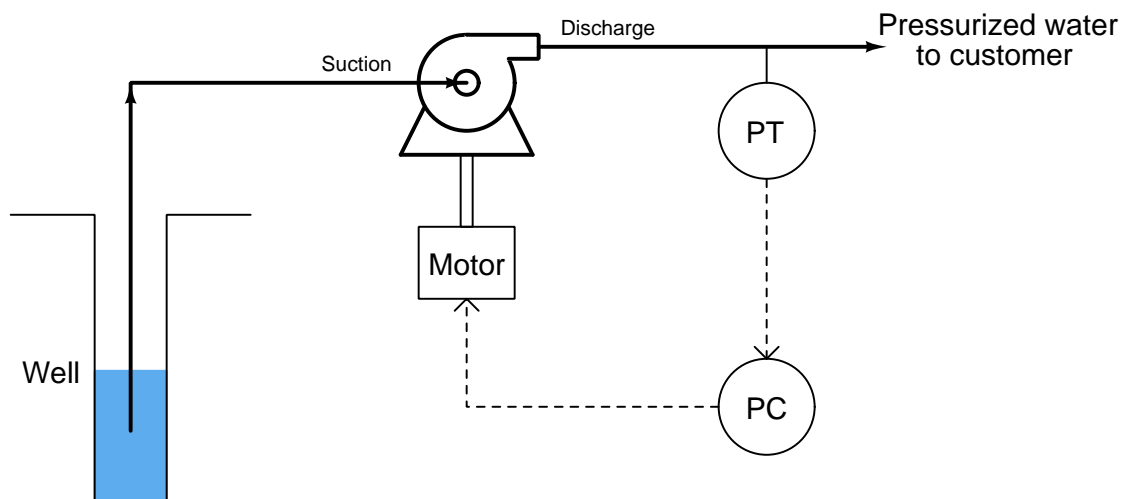 Pressurized water
to customer
Discharge
Suction
PT
Motor
Well
PC